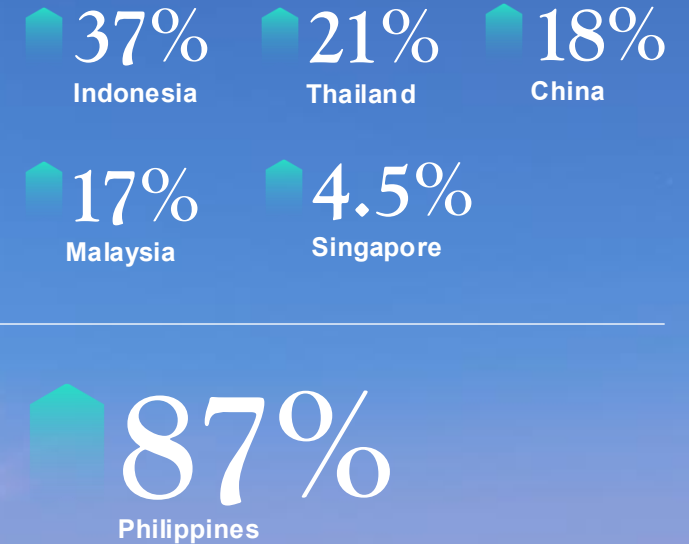 37% 21% 18%
Indonesia Thailand China
17% 4.5%
Malaysia Singapore
87%
Philippines